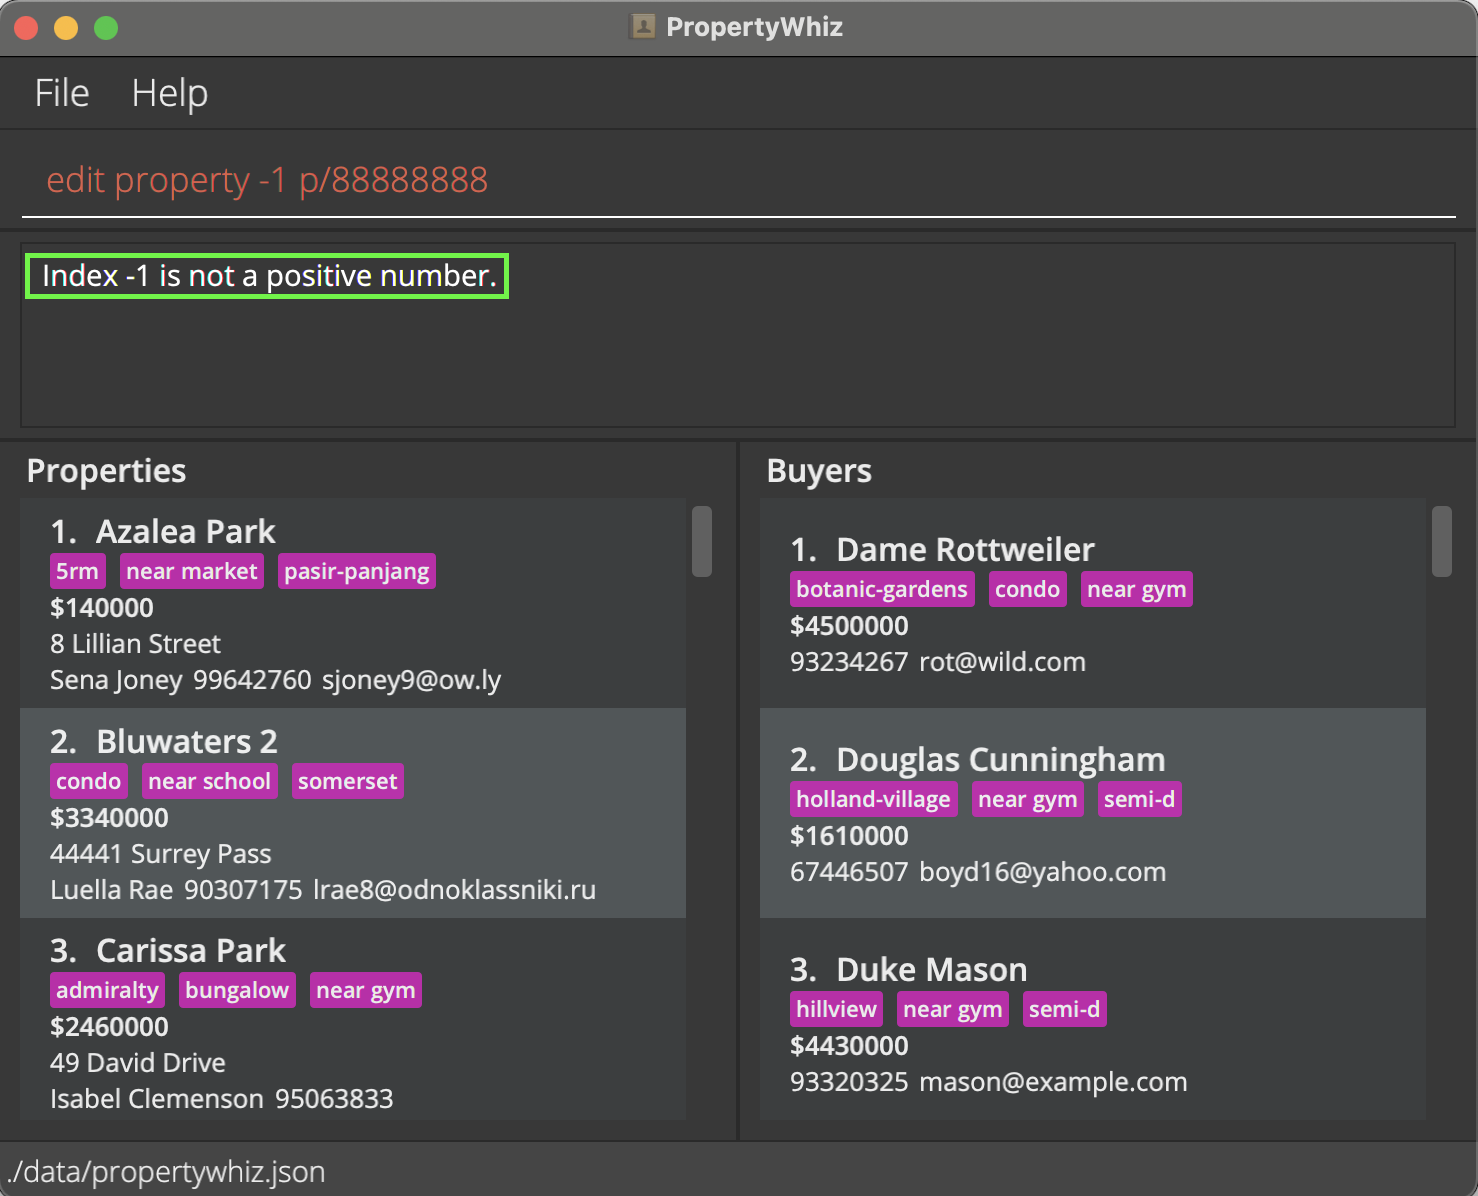 PropertyWhiz
File Help
edit property -1 p/88888888
Index -1 is not a positive number.
Properties
1. Azalea Park
5rm near market pasir-panjang
$140000
8 Lillian Street
Sena Joney 99642760 sjoney9@ow.ly
2. Bluwaters 2
condo near school somerset
$3340000
44441 Surrey Pass
Luella Rae 90307175 lrae8@odnoklassniki.ru
3. Carissa Park
admiralty bungalow near gym
$2460000
49 David Drive
Isabel Clemenson 95063833
Buyers
1. Dame Rottweiler
botanic-gardens condo near gym
$4500000
93234267 rot@wild.com
2. Douglas Cunningham
holland-village near gym semi-d
$1610000
67446507 boyd16@yahoo.com
3. Duke Mason
hillview near gym semi-d
$4430000
93320325 mason@example.com
./data/propertywhiz.json